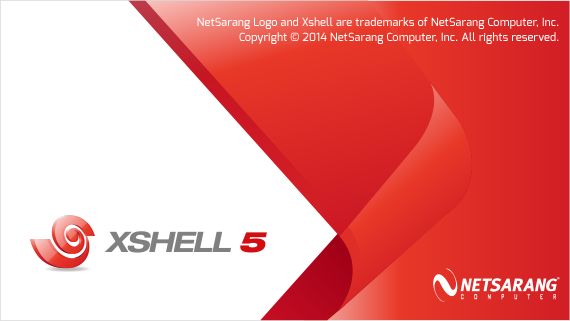 NetSarang Logo and Xshell are trademarks of NetSarang Computer, Inc.
Copyright © 2014 NetSarang Computer, Inc. All rights reserved.
XSHELL 5
NETSARANG®
COMPUTER